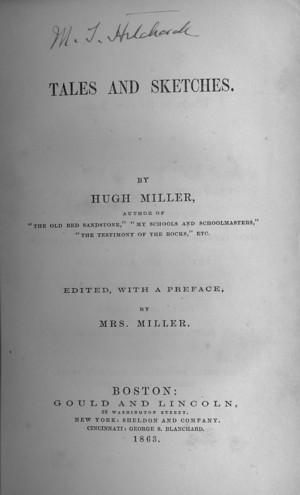 M. T.
TALES AND SKETCHES.
BY
HUGH MILLER,
AUTHOR OF
"THE OLD RED SANDSTONE," "MY SCHOOLS AND SCHOOLMASTERS,"
"THE TESTIMONY OF THE ROCKS," ETC.
EDITED, WITH A PREFACE,
BY
MRS. MILLER.
BOSTON:
GOULD AND LINCOLN,
59 WASHINGTON STREET.
NEW YORK: SHELDON AND COMPANY.
CINCINNATI: GEORGE S. BLANCHARD.
1863.